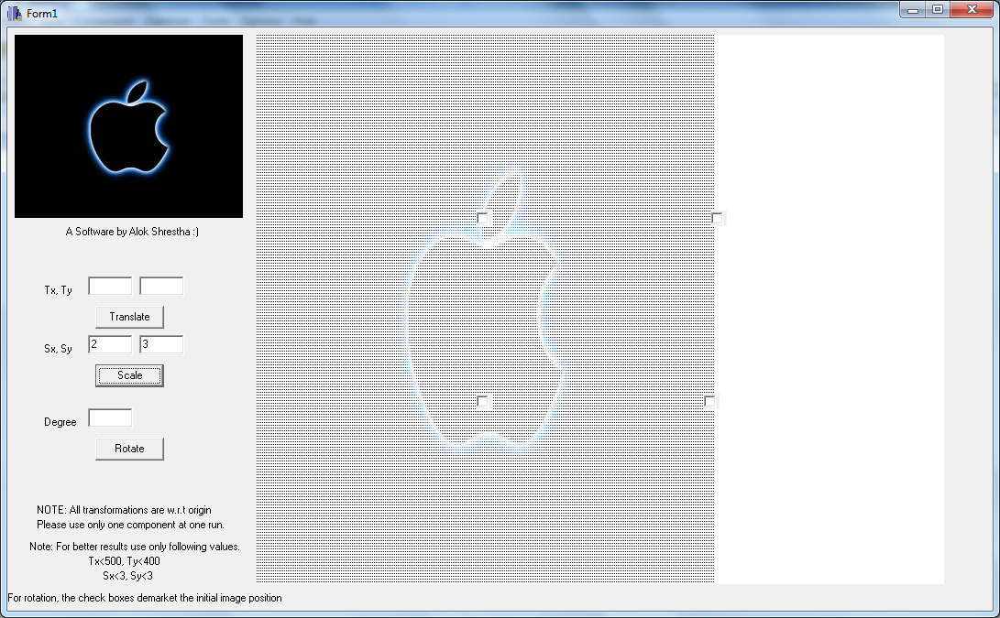 Form1
A Software by Alok Shrestha :)
Tx, Ty
Translate
Sx, Sy 2 3
Scale
Degree
Rotate
NOTE: All transformations are w.r.t origin
Please use only one component at one run.
Note: For better results use only following values.
Tx<500, Ty<400
Sx<3, Sy<3
For rotation, the check boxes demarket the initial image position